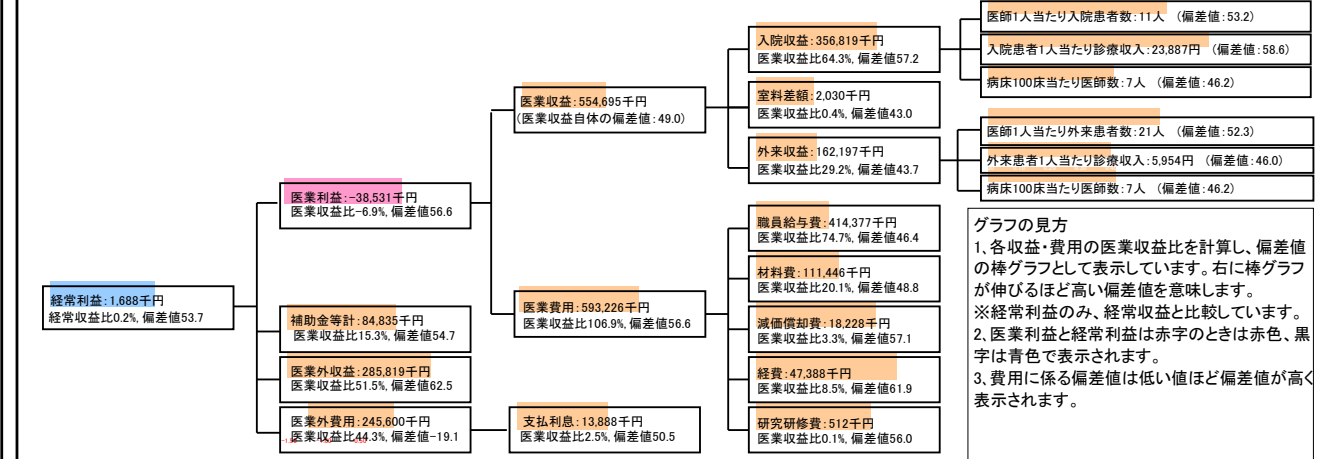 経常利益:1,688千円
経常収益比0.2%, 偏差値53.7
医業利益:-38,531千円
医業収益比-6.9%, 偏差値56.6
補助金等計:84,835千円
医業収益比15.3%, 偏差値54.7
医業外収益:285,819千円
医業収益比51.5%, 偏差値62.5
医業外費用:245,600千円
医業収益比44.3%, 偏差値-19.1
医業収益:554,695千円
(医業収益自体の偏差値:49.0)
医業費用:593,226千円
医業収益比106.9%, 偏差値56.6
支払利息:13,888千円
医業収益比2.5%, 偏差値50.5
入院収益:356,819千円
医業収益比64.3%, 偏差値57.2
室料差額:2,030千円
医業収益比0.4%, 偏差値43.0
外来収益:162,197千円
医業収益比29.2%, 偏差値43.7
職員給与費:414,377千円
医業収益比74.7%, 偏差値46.4
材料費:111,446千円
医業収益比20.1%, 偏差値48.8
減価償却費:18,228千円
医業収益比3.3%, 偏差値57.1
経費:47,388千円
医業収益比8.5%, 偏差値61.9
研究研修費:512千円
医業収益比0.1%, 偏差値56.0
医師1人当たり入院患者数:11人 (偏差値:53.2)
入院患者1人当たり診療収入:23,887円 (偏差値:58.6)
病床100床当たり医師数:7人 (偏差値:46.2)
医師1人当たり外来患者数:21人 (偏差値:52.3)
外来患者1人当たり診療収入:5,954円 (偏差値:46.0)
病床100床当たり医師数:7人 (偏差値:46.2)
グラフの見方
1、各収益・費用の医業収益比を計算し、偏差値
の棒グラフとして表示しています。右に棒グラフ
が伸びるほど高い偏差値を意味します。
※経常利益のみ、経常収益と比較しています。
2、医業利益と経常利益は赤字のときは赤色、黒
字は青色で表示されます。
3、費用に係る偏差値は低い値ほど偏差値が高く
表示されます。